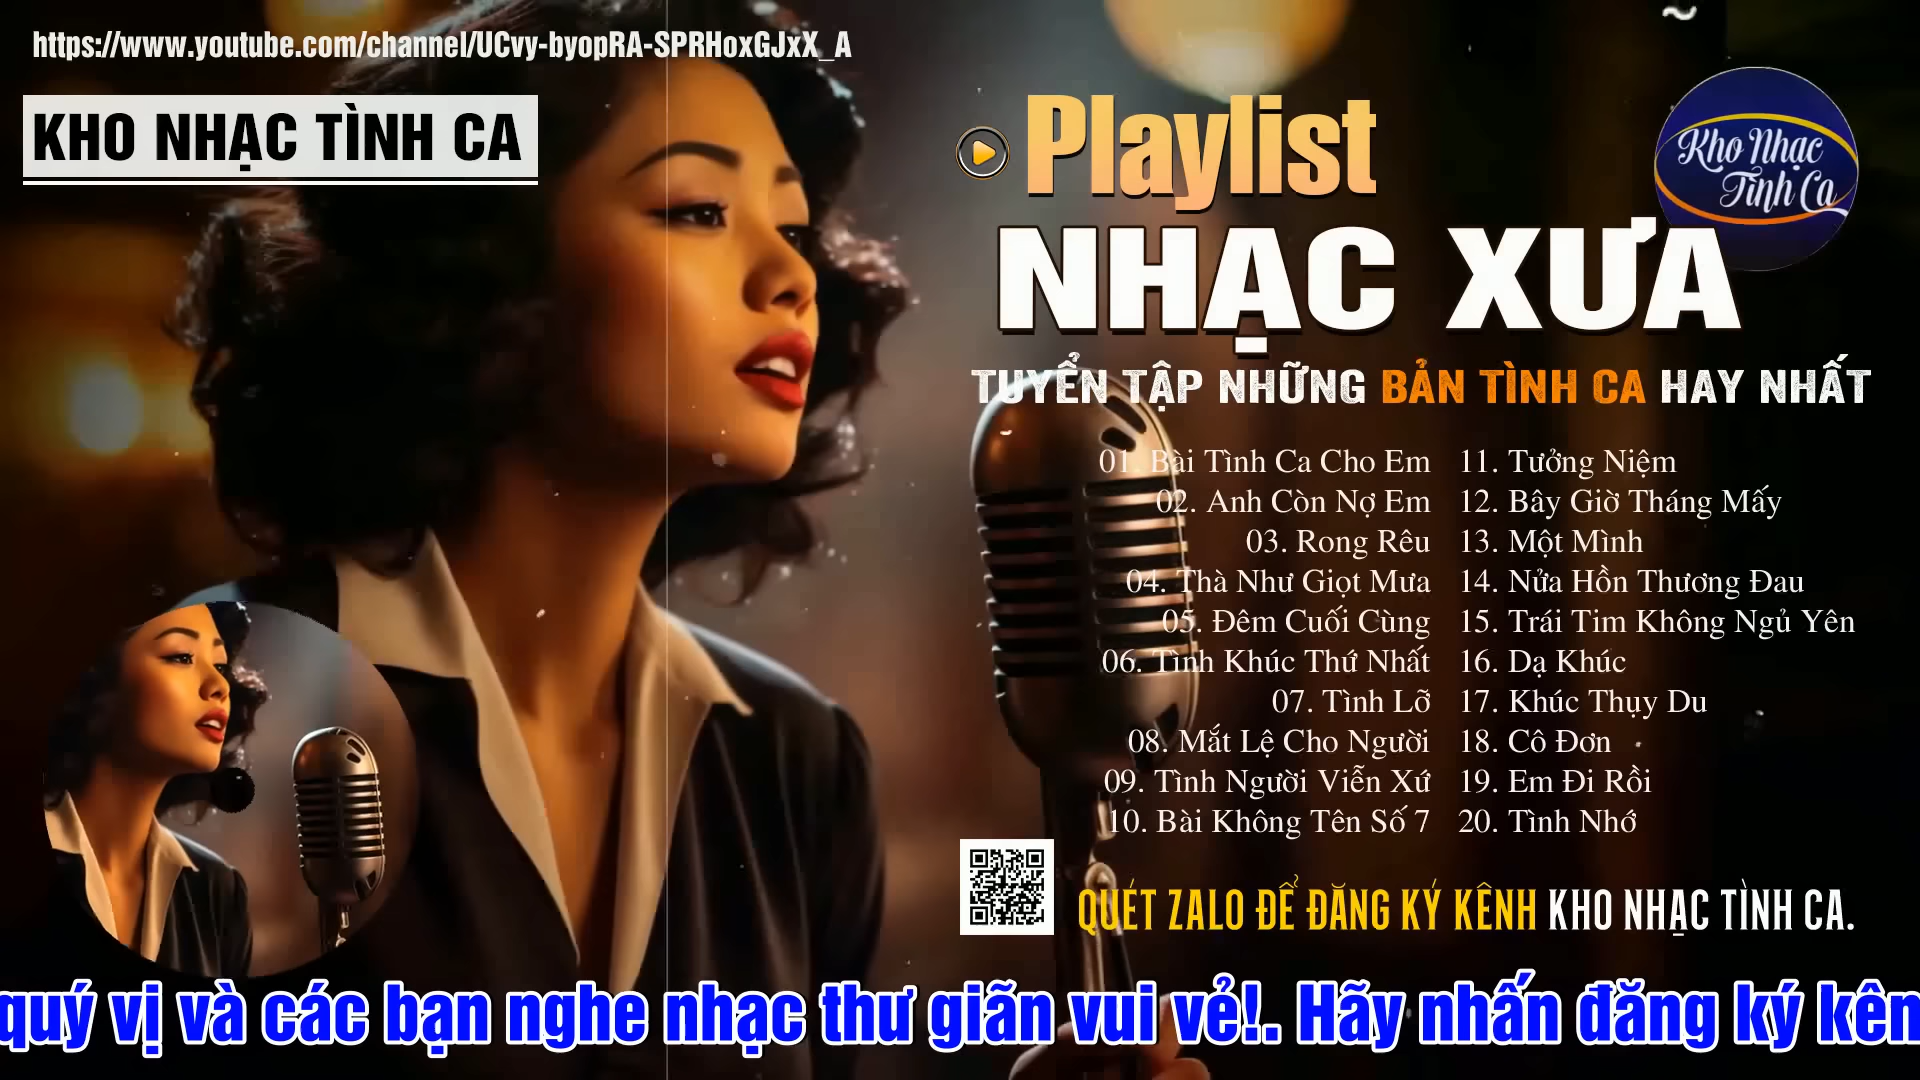 https://www.youtube.com/channel/UCvy-byopRA-SPRHoxGJxX_A
KHO NHẠC TÌNH CA
Playlist
Kho Nhạc
Tình Ca
NHẠC XƯA
TUYỂN TẬP NHỮNG BẢN TÌNH CA HAY NHẤT
01. Bài Tình Ca Cho Em
02. Anh Còn Nợ Em
03. Rong Rêu
04. Thà Như Giọt Mưa
05. Đêm Cuối Cùng
06. Tình Khúc Thứ Nhất
07. Tình Lỡ
08. Mắt Lệ Cho Người
09. Tình Người Viễn Xứ
10. Bài Không Tên Số 7
11. Tưởng Niệm
12. Bây Giờ Tháng Mấy
13. Một Mình
14. Nửa Hồn Thương Đau
15. Trái Tim Không Ngủ Yên
16. Dạ Khúc
17. Khúc Thụy Du
18. Cô Đơn
19. Em Đi Rồi
20. Tình Nhớ
QUÉT ZALO ĐỂ ĐĂNG KÝ KÊNH KHO NHẠC TÌNH CA.
quý vị và các bạn nghe nhạc thư giãn vui vẻ!. Hãy nhấn đăng ký kên